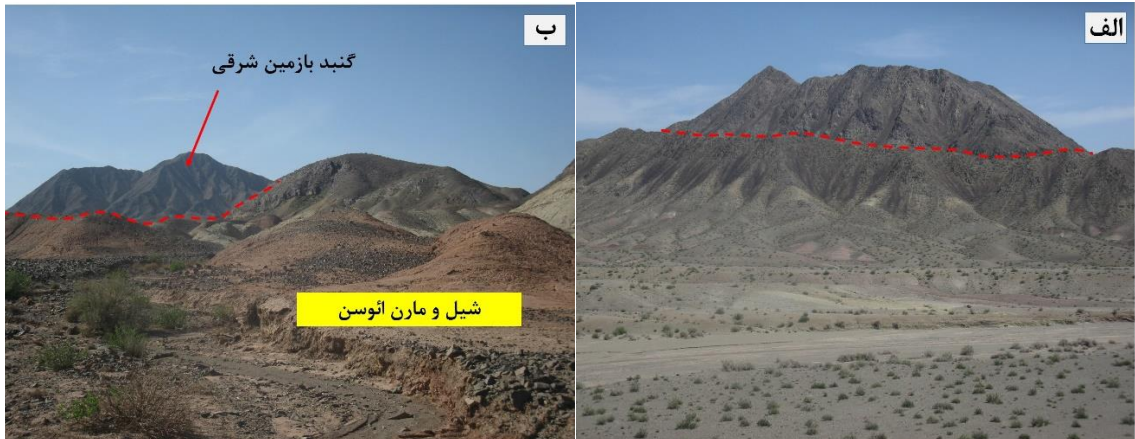 الف
ب
گنبد بازمین شرقی
شیل و مارن ائوسن